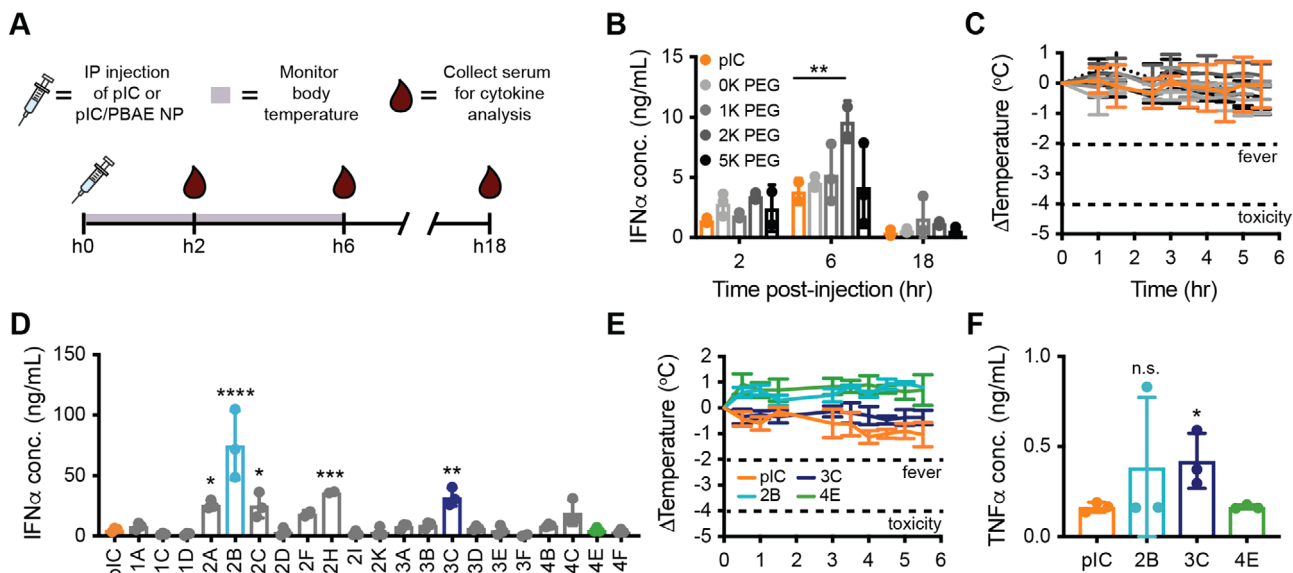 A
IP injection
of pIC or
pIC/PBAE NP
=
Monitor
body
temperature
=
Collect serum
for cytokine
analysis
=
h0
h2
h6
h18
B
IFNα conc. (ng/mL)
15
10
5
0
pIC
0K PEG
1K PEG
2K PEG
5K PEG
**
2 6 18
Time post-injection (hr)
C
ΔTemperature (°C)
1
0
-1
-2
-3
-4
-5
fever
toxicity
0 1 2 3 4 5 6
Time (hr)
D
IFNα conc. (ng/mL)
150
100
50
0
* **** * *** **
pIC 1A 1C 1D 2A 2B 2C 2D 2F 2H 2I 2K 3A 3B 3C 3D 3E 3F 4B 4C 4E 4F
E
ΔTemperature (°C)
2
1
0
-1
-2
-3
-4
-5
fever
pIC 3C
2B 4E
toxicity
0 1 2 3 4 5 6
F
TNFα conc. (ng/mL)
1.0
0.5
0.0
n.s.
*
pIC 2B 3C 4E